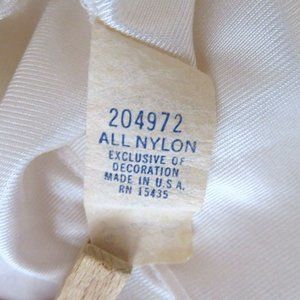 204972
ALL NYLON
EXCLUSIVE OF
DECORATION
MADE IN U.S.A.
RN 15435